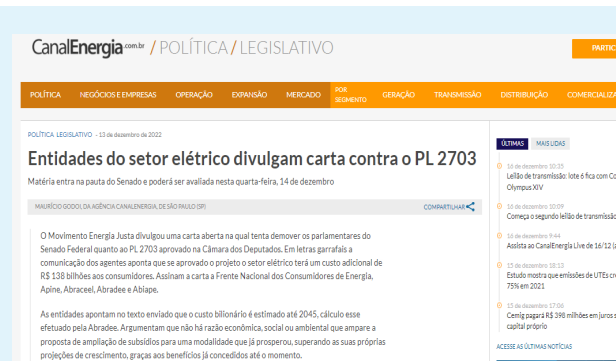 CanalEnergia.com.br / POLÍTICA / LEGISLATIVO
PARTIC
POLÍTICA NEGÓCIOS E EMPRESAS OPERAÇÃO EXPANSÃO MERCADO POR SEGMENTO GERAÇÃO TRANSMISSÃO DISTRIBUIÇÃO COMERCIALIZA
POLÍTICA LEGISLATIVO - 13 de dezembro de 2022
Entidades do setor elétrico divulgam carta contra o PL 2703
Matéria entra na pauta do Senado e poderá ser avaliada nesta quarta-feira, 14 de dezembro
MAURÍCIO GODOI, DA AGÊNCIA CANALENERGIA, DE SÃO PAULO (SP)
COMPARTILHAR
O Movimento Energia Justa divulgou uma carta aberta na qual tenta demover os parlamentares do
Senado Federal quanto ao PL 2703 aprovado na Câmara dos Deputados. Em letras garrafais a
comunicação dos agentes aponta que se aprovado o projeto o setor elétrico terá um custo adicional de
R$ 138 bilhões aos consumidores. Assinam a carta a Frente Nacional dos Consumidores de Energia,
Apine, Abraceel, Abradee e Abiape.
As entidades apontam no texto enviado que o custo bilionário é estimado até 2045, cálculo esse
efetuado pela Abradee. Argumentam que não há razão econômica, social ou ambiental que ampare a
proposta de ampliação de subsídios para uma modalidade que já prosperou, superando as suas próprias
projeções de crescimento, graças aos benefícios já concedidos até o momento.
ÚLTIMAS MAIS LIDAS
16 de dezembro 10:35
Leilão de transmissão: lote 6 fica com Co
Olympus XIV
16 de dezembro 10:09
Começa o segundo leilão de transmissão
16 de dezembro 9:44
Assista ao CanalEnergia Live de 16/12 (a
15 de dezembro 18:13
Estudo mostra que emissões de UTEs cre
75% em 2021
15 de dezembro 17:06
Cemig pagará R$ 398 milhões em juros s
capital próprio
ACESSE AS ÚLTIMAS NOTÍCIAS